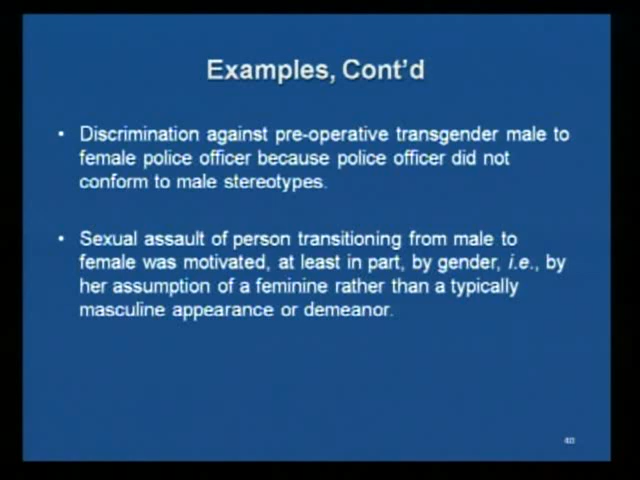 Examples, Cont'd
• Discrimination against pre-operative transgender male to
female police officer because police officer did not
conform to male stereotypes.
• Sexual assault of person transitioning from male to
female was motivated, at least in part, by gender, i.e., by
her assumption of a feminine rather than a typically
masculine appearance or demeanor.